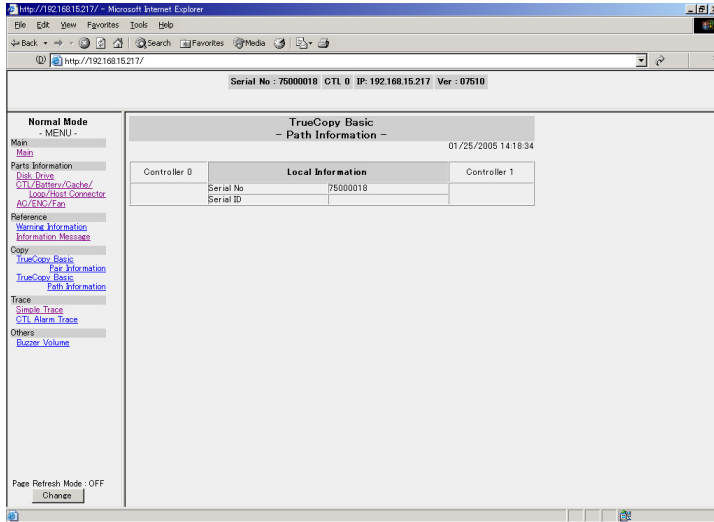 http://192.168.15.217/ - Microsoft Internet Explorer
File Edit View Favorites Tools Help
Back Search Favorites Media
(D) http://192.168.15.217/
Serial No : 75000018 CTL 0 IP: 192.168.15.217 Ver : 07510
Normal Mode
- MENU -
Main
Main
Parts Information
Disk Drive
CTL/Battery/Cache/
Loop/Host Connector
AC/ENC/Fan
Reference
Warning Information
Information Message
Copy
TrueCopy Basic
Pair Information
TrueCopy Basic
Path Information
Trace
Simple Trace
CTL Alarm Trace
Others
Buzzer Volume
Page Refresh Mode : OFF
Change
TrueCopy Basic
- Path Information -
01/25/2005 14:18:34
Controller 0 Local Information Controller 1
Serial No 75000018
Serial ID